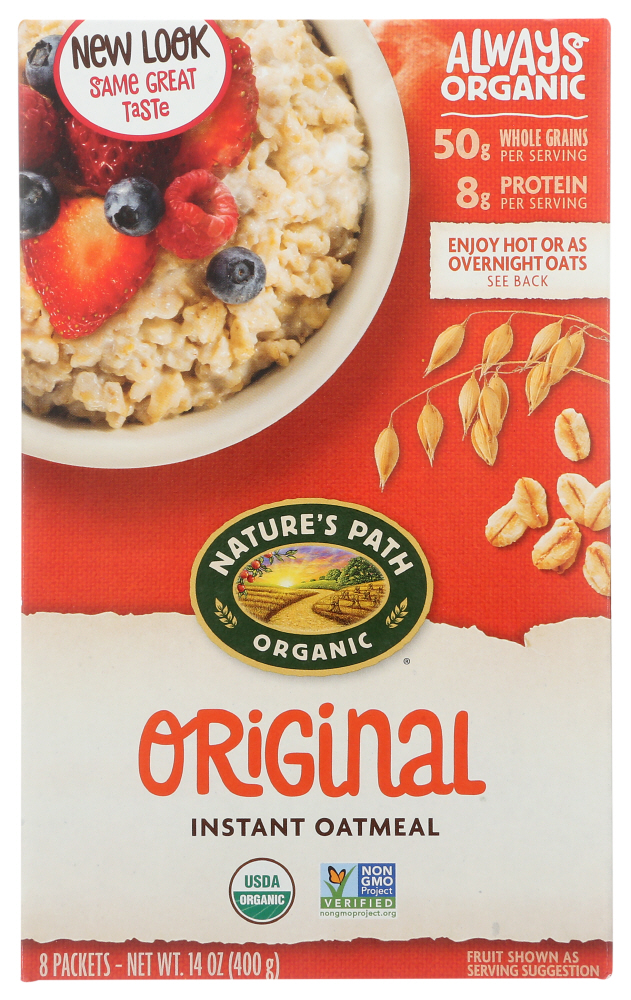 NEW LOOK
SAME GREAT
TASTE
ALWAYS
ORGANIC
50g WHOLE GRAINS
PER SERVING
8g PROTEIN
PER SERVING
ENJOY HOT OR AS
OVERNIGHT OATS
SEE BACK
NATURE'S PATH
ORGANIC
®
ORiGiNAL
INSTANT OATMEAL
USDA
ORGANIC
NON
GMO
Project
VERIFIED
nongmoproject.org
8 PACKETS - NET WT. 14 OZ (400 g)
FRUIT SHOWN AS
SERVING SUGGESTION